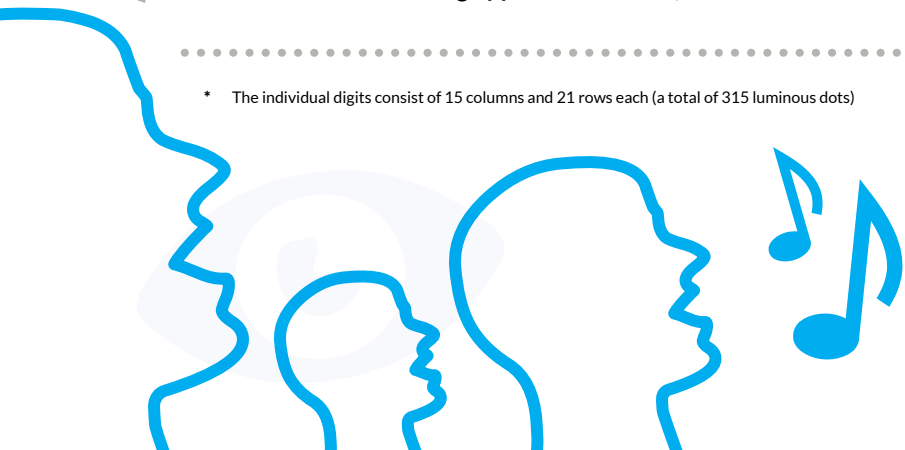 * The individual digits consist of 15 columns and 21 rows each (a total of 315 luminous dots)